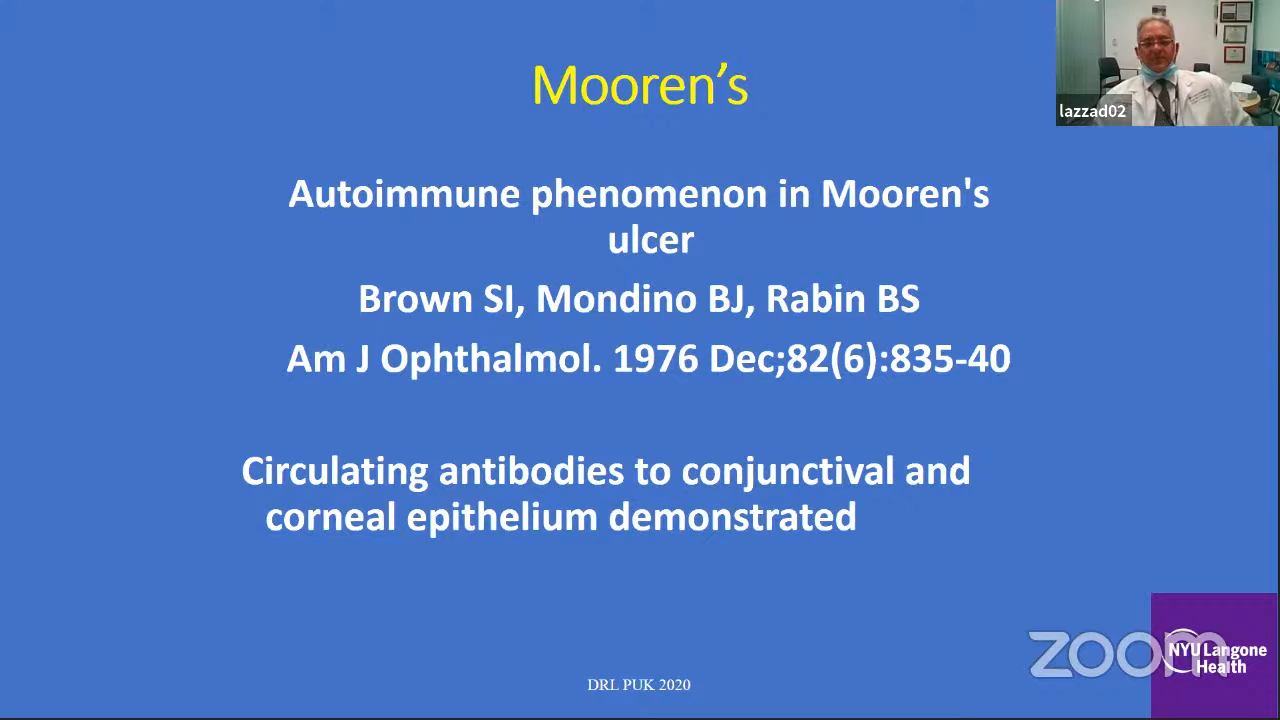 Mooren’s
lazzad02
Autoimmune phenomenon in Mooren's
ulcer
Brown SI, Mondino BJ, Rabin BS
Am J Ophthalmol. 1976 Dec;82(6):835-40
Circulating antibodies to conjunctival and
corneal epithelium demonstrated
zoom
NYU Langone
Health
DRL PUK 2020